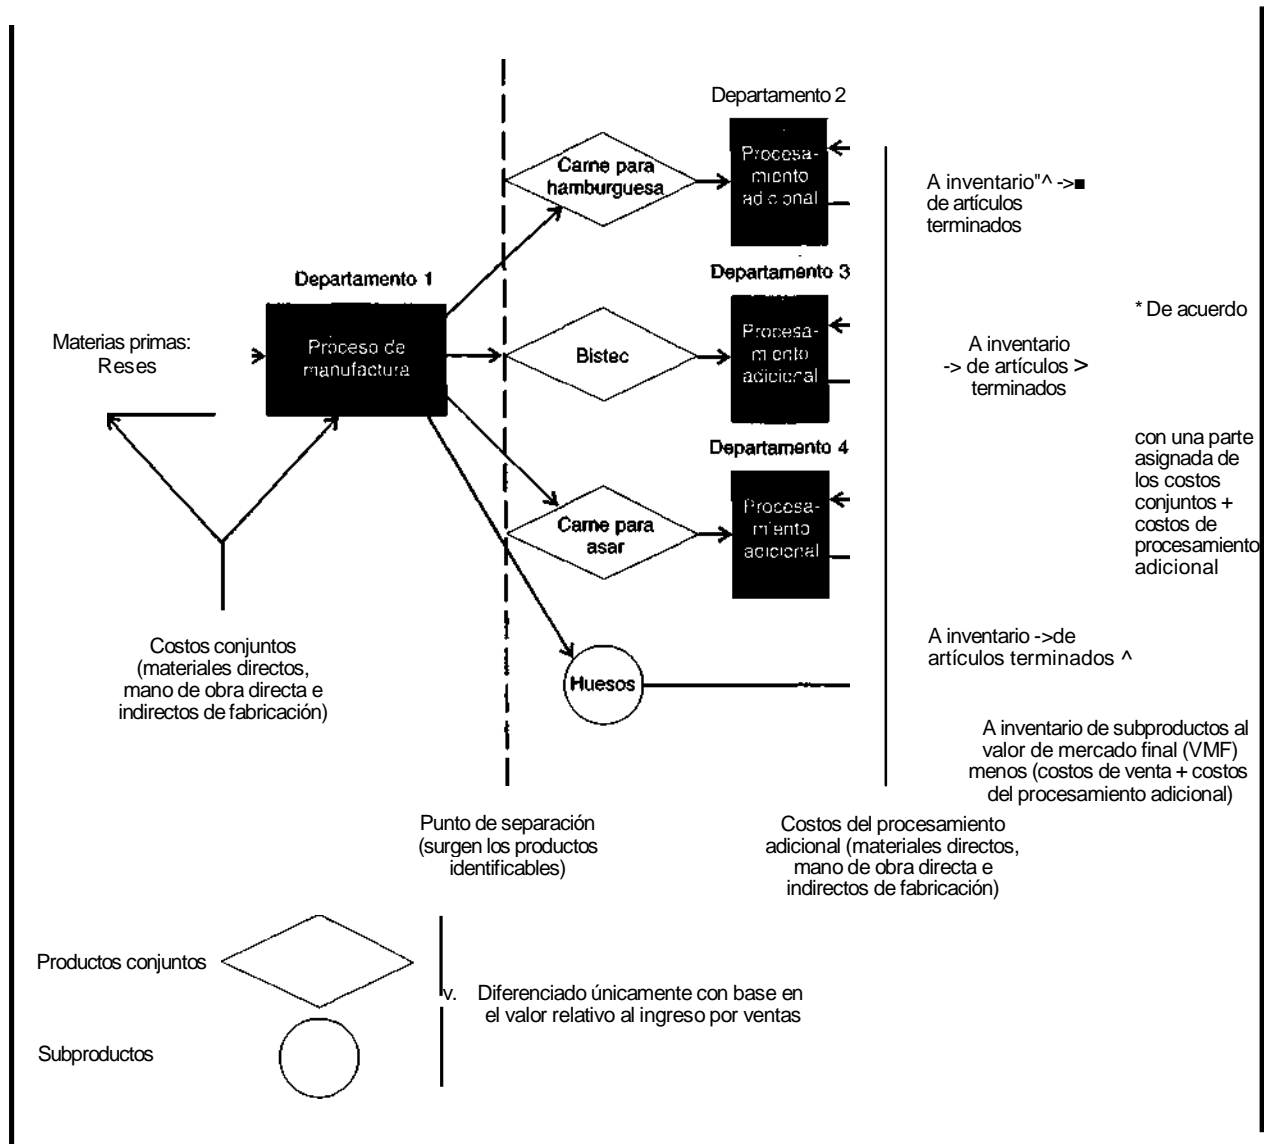 Departamento 2
Carne para
hamburguesa
Procesa-
miento
adicional
A inventario"^ ->■
de artículos
terminados
Departamento 1
Departamento 3
Materias primas:
Reses
Proceso de
manufactura
Bistec
Procesa-
miento
adicional
A inventario
-> de artículos >
terminados
* De acuerdo
con una parte
asignada de
los costos
conjuntos +
costos de
procesamiento
adicional
Departamento 4
Carne para
asar
Procesa-
miento
adicional
Costos conjuntos
(materiales directos,
mano de obra directa e
indirectos de fabricación)
Huesos
A inventario ->de
artículos terminados ^
A inventario de subproductos al
valor de mercado final (VMF)
menos (costos de venta + costos
del procesamiento adicional)
Punto de separación
(surgen los productos
identificables)
Costos del procesamiento
adicional (materiales directos,
mano de obra directa e
indirectos de fabricación)
Productos conjuntos
v. Diferenciado únicamente con base en
el valor relativo al ingreso por ventas
Subproductos